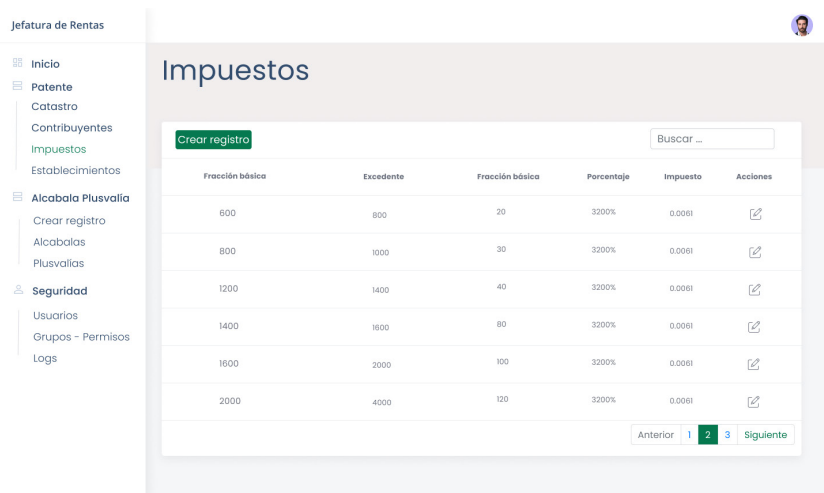 Jefatura de Rentas
Inicio
Patente
Catastro
Contribuyentes
Impuestos
Establecimientos
Alcabala Plusvalía
Crear registro
Alcabalas
Plusvalías
Seguridad
Usuarios
Grupos - Permisos
Logs
Impuestos
Crear registro Buscar ...
Fracción básica Excedente Fracción básica Porcentaje Impuesto Acciones
600 800 20 3200% 0.0061
800 1000 30 3200% 0.0061
1200 1400 40 3200% 0.0061
1400 1600 80 3200% 0.0061
1600 2000 100 3200% 0.0061
2000 4000 120 3200% 0.0061
Anterior 1 2 3 Siguiente